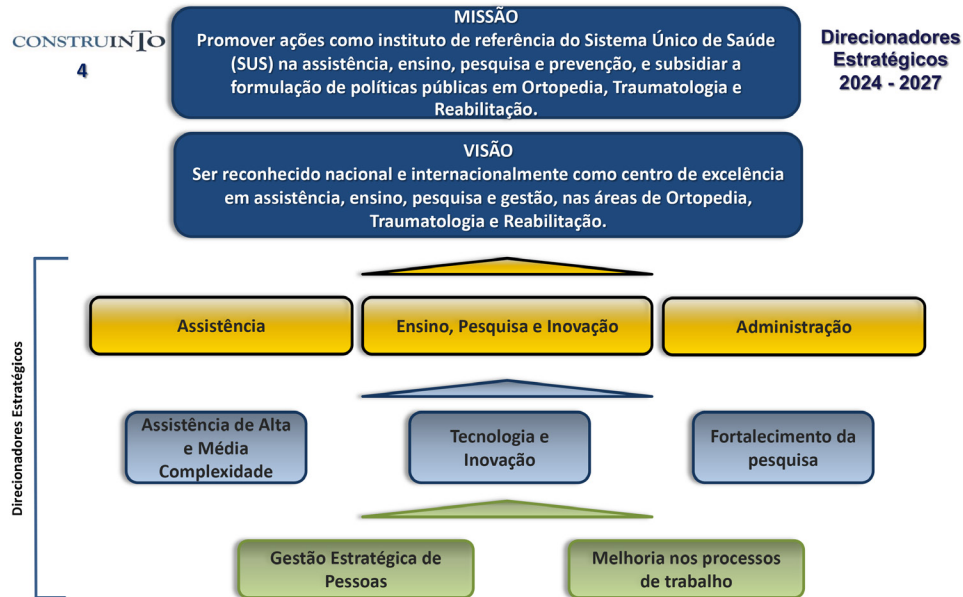 CONSTRUINTO
4
MISSÃO
Promover ações como instituto de referência do Sistema Único de Saúde
(SUS) na assistência, ensino, pesquisa e prevenção, e subsidiar a
formulação de políticas públicas em Ortopedia, Traumatologia e
Reabilitação.
Direcionadores
Estratégicos
2024 - 2027
VISÃO
Ser reconhecido nacional e internacionalmente como centro de excelência
em assistência, ensino, pesquisa e gestão, nas áreas de Ortopedia,
Traumatologia e Reabilitação.
Direcionadores Estratégicos
Assistência
Ensino, Pesquisa e Inovação
Administração
Assistência de Alta
e Média
Complexidade
Tecnologia e
Inovação
Fortalecimento da
pesquisa
Gestão Estratégica de
Pessoas
Melhoria nos processos
de trabalho